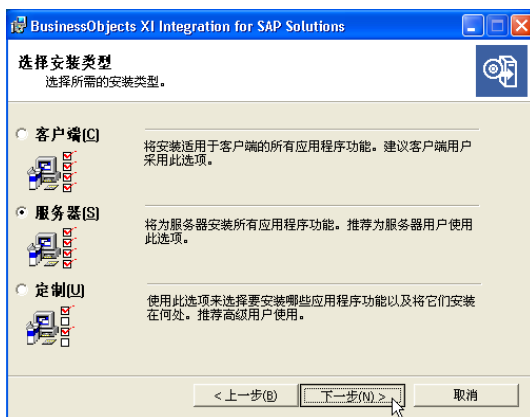 BusinessObjects XI Integration for SAP Solutions
选择安装类型
选择所需的安装类型。
客户端(C)
将安装适用于客户端的所有应用程序功能。建议客户端用户
采用此选项。
服务器(S)
将为服务器安装所有应用程序功能。推荐为服务器用户使用
此选项。
定制(U)
使用此选项来选择要安装哪些应用程序功能以及将它们安装
在何处。推荐高级用户使用。
< 上一步(B)
下一步(N) >
取消